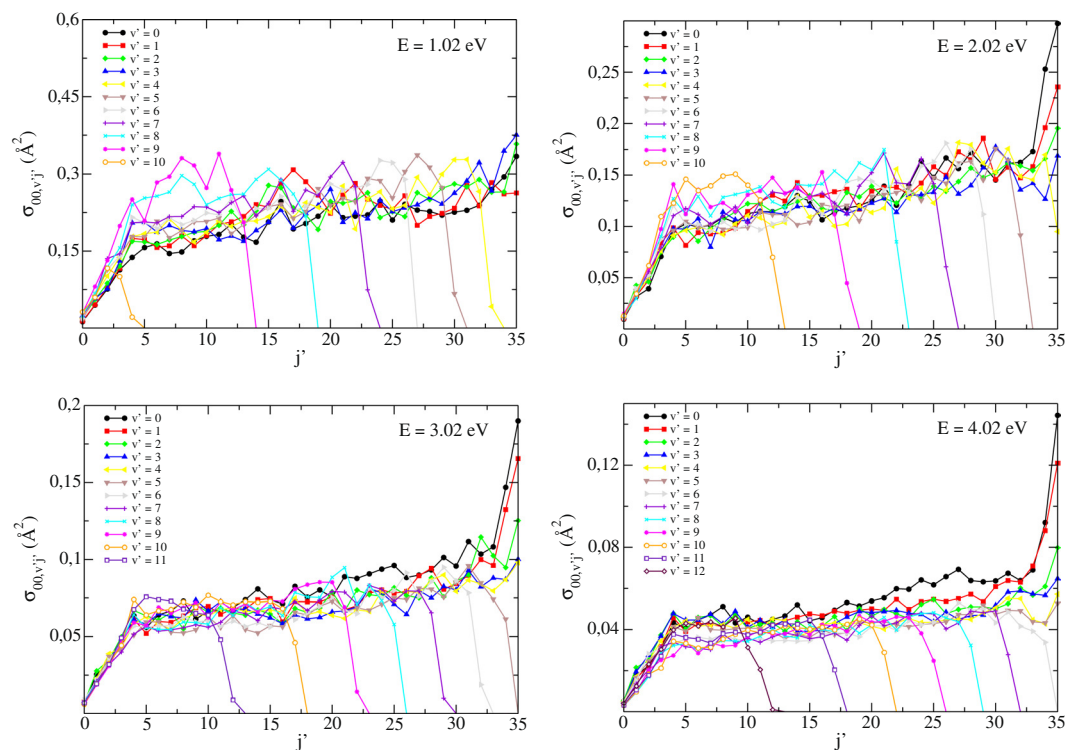 0,6
0,45
0,3
0,15
σ00,v'j' (Å²)
v' = 0
v' = 1
v' = 2
v' = 3
v' = 4
v' = 5
v' = 6
v' = 7
v' = 8
v' = 9
v' = 10
E = 1.02 eV
0 5 10 15 20 25 30 35
j'
0,25
0,2
0,15
0,1
0,05
0
σ00,v'j' (Å²)
v' = 0
v' = 1
v' = 2
v' = 3
v' = 4
v' = 5
v' = 6
v' = 7
v' = 8
v' = 9
v' = 10
E = 2.02 eV
0 5 10 15 20 25 30 35
j'
0,2
0,15
0,1
0,05
σ00,v'j' (Å²)
v' = 0
v' = 1
v' = 2
v' = 3
v' = 4
v' = 5
v' = 6
v' = 7
v' = 8
v' = 9
v' = 10
v' = 11
E = 3.02 eV
0 5 10 15 20 25 30 35
j'
0,12
0,08
0,04
0
σ00,v'j' (Å²)
v' = 0
v' = 1
v' = 2
v' = 3
v' = 4
v' = 5
v' = 6
v' = 7
v' = 8
v' = 9
v' = 10
v' = 11
v' = 12
E = 4.02 eV
0 5 10 15 20 25 30 35
j'